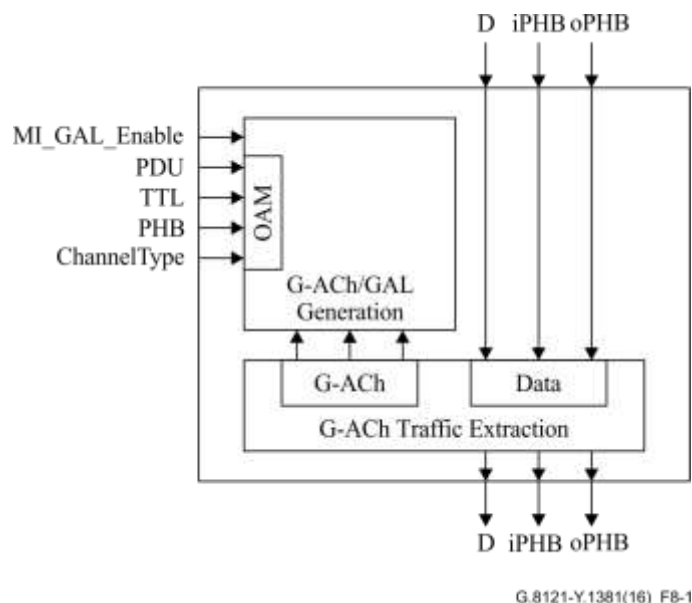 D iPHB oPHB
MI_GAL_Enable
PDU
TTL
PHB
ChannelType
OAM
G-ACh/GAL
Generation
G-ACh
Data
G-ACh Traffic Extraction
D iPHB oPHB
G.8121-Y.1381(16)_F8-1